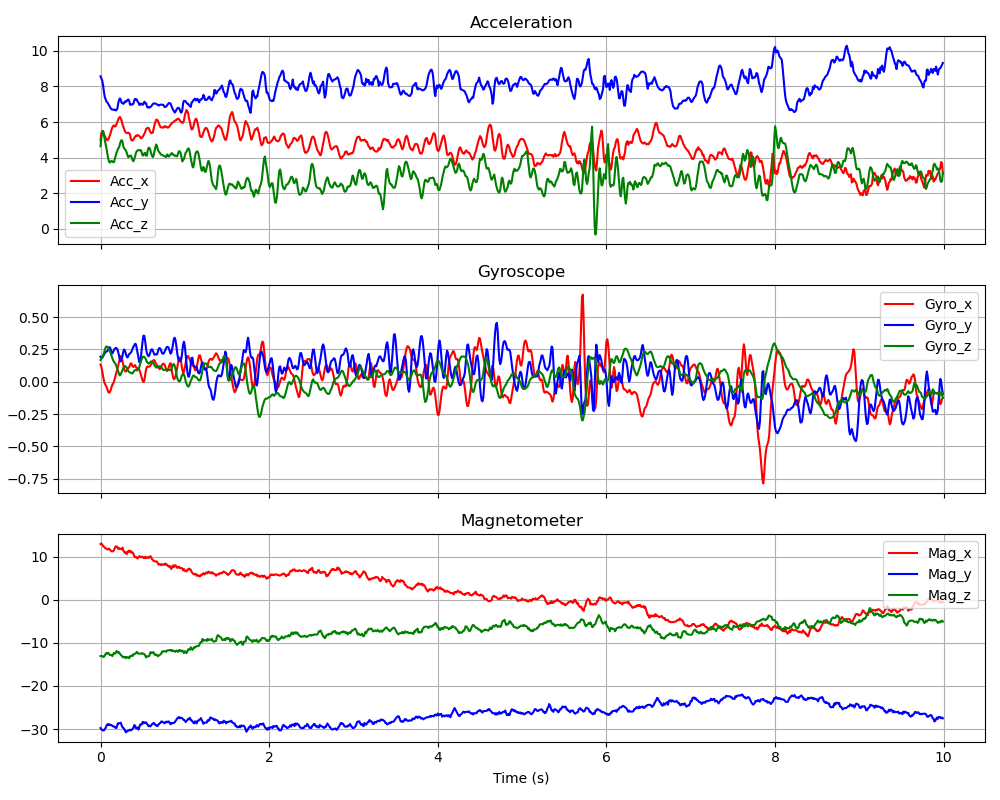 Acceleration
10
8
6
4
2
0
Acc_x
Acc_y
Acc_z
Gyroscope
0.50
0.25
0.00
−0.25
−0.50
−0.75
Gyro_x
Gyro_y
Gyro_z
Magnetometer
10
0
−10
−20
−30
Mag_x
Mag_y
Mag_z
0 2 4 6 8 10
Time (s)